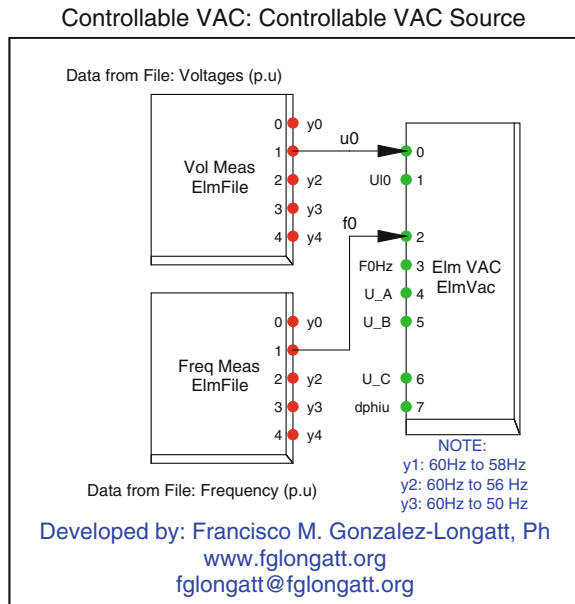 Controllable VAC: Controllable VAC Source
Data from File: Voltages (p.u)
Vol Meas
ElmFile
0 y0
1
2 y2
3 y3
4 y4
u0
f0
0
UI0 1
2
F0Hz 3
U_A 4
U_B 5
U_C 6
dphiu 7
Elm VAC
ElmVac
Freq Meas
ElmFile
0 y0
1
2 y2
3 y3
4 y4
Data from File: Frequency (p.u)
NOTE:
y1: 60Hz to 58Hz
y2: 60Hz to 56 Hz
y3: 60Hz to 50 Hz
Developed by: Francisco M. Gonzalez-Longatt, Ph
www.fglongatt.org
fglongatt@fglongatt.org